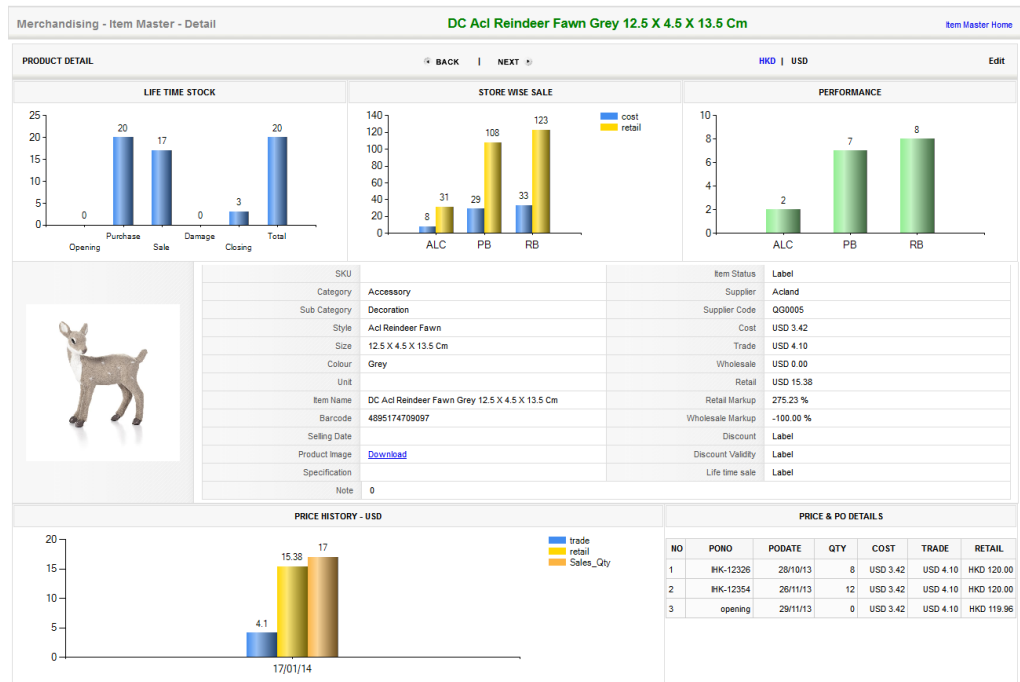 Merchandising - Item Master - Detail
DC Acl Reindeer Fawn Grey 12.5 X 4.5 X 13.5 Cm
Item Master Home
PRODUCT DETAIL
BACK | NEXT
HKD | USD
Edit
LIFE TIME STOCK
25
20
15
10
5
0
0
20
17
0
3
20
Opening
Purchase
Sale
Damage
Closing
Total
STORE WISE SALE
140
120
100
80
60
40
20
0
8
31
29
108
33
123
ALC
PB
RB
cost
retail
PERFORMANCE
10
8
6
4
2
0
2
7
8
ALC
PB
RB
SKU
Category Accessory
Sub Category Decoration
Style Acl Reindeer Fawn
Size 12.5 X 4.5 X 13.5 Cm
Colour Grey
Unit
Item Name DC Acl Reindeer Fawn Grey 12.5 X 4.5 X 13.5 Cm
Barcode 4895174709097
Selling Date
Product Image Download
Specification
Note 0
Item Status Label
Supplier Acland
Supplier Code QG0005
Cost USD 3.42
Trade USD 4.10
Wholesale USD 0.00
Retail USD 15.38
Retail Markup 275.23 %
Wholesale Markup -100.00 %
Discount Label
Discount Validity Label
Life time sale Label
PRICE HISTORY - USD
20
15
10
5
0
4.1
15.38
17
17/01/14
trade
retail
Sales_Qty
PRICE & PO DETAILS
NO PONO PODATE QTY COST TRADE RETAIL
1 IHK-12326 28/10/13 8 USD 3.42 USD 4.10 HKD 120.00
2 IHK-12354 26/11/13 12 USD 3.42 USD 4.10 HKD 120.00
3 opening 29/11/13 0 USD 3.42 USD 4.10 HKD 119.96